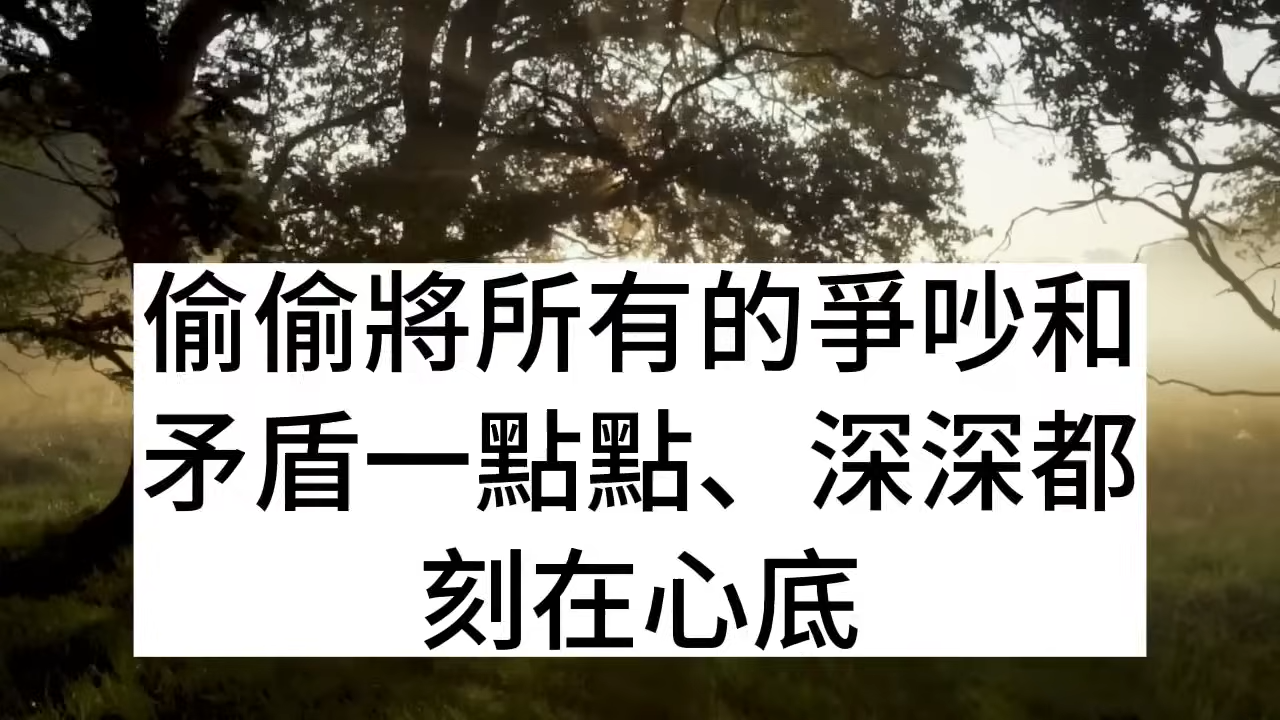 偷偷將所有的爭吵和
矛盾一點點、深深都
刻在心底